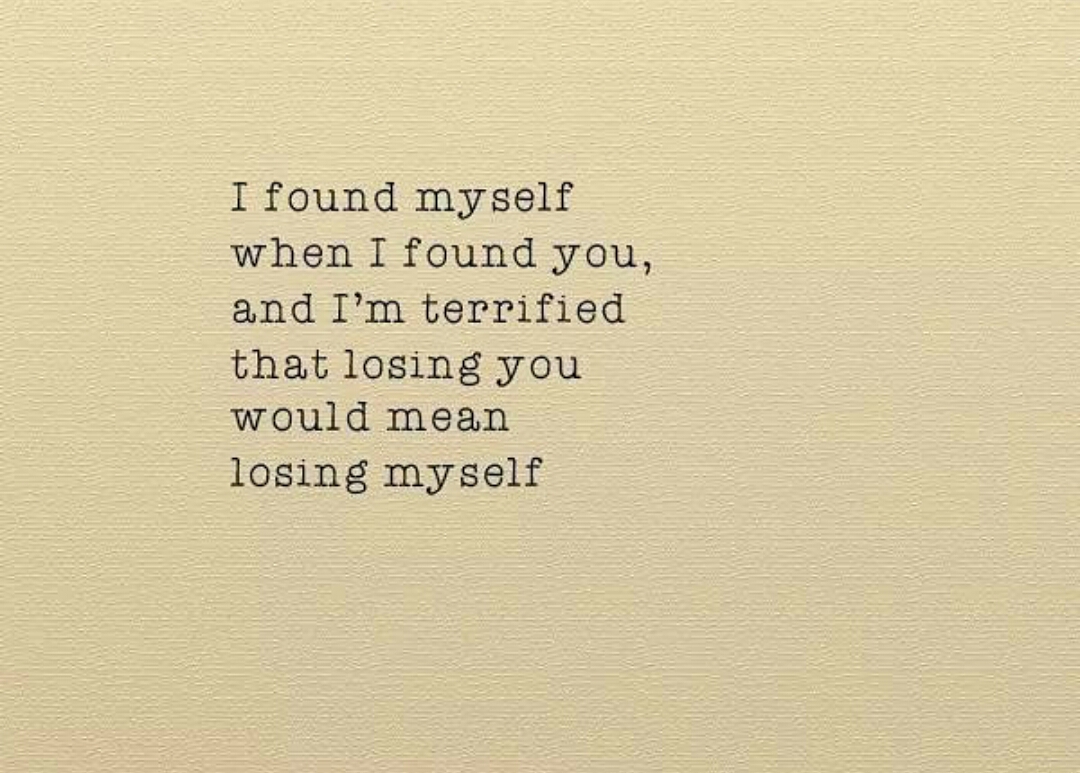 I found myself
when I found you,
and I'm terrified
that losing you
would mean
losing myself